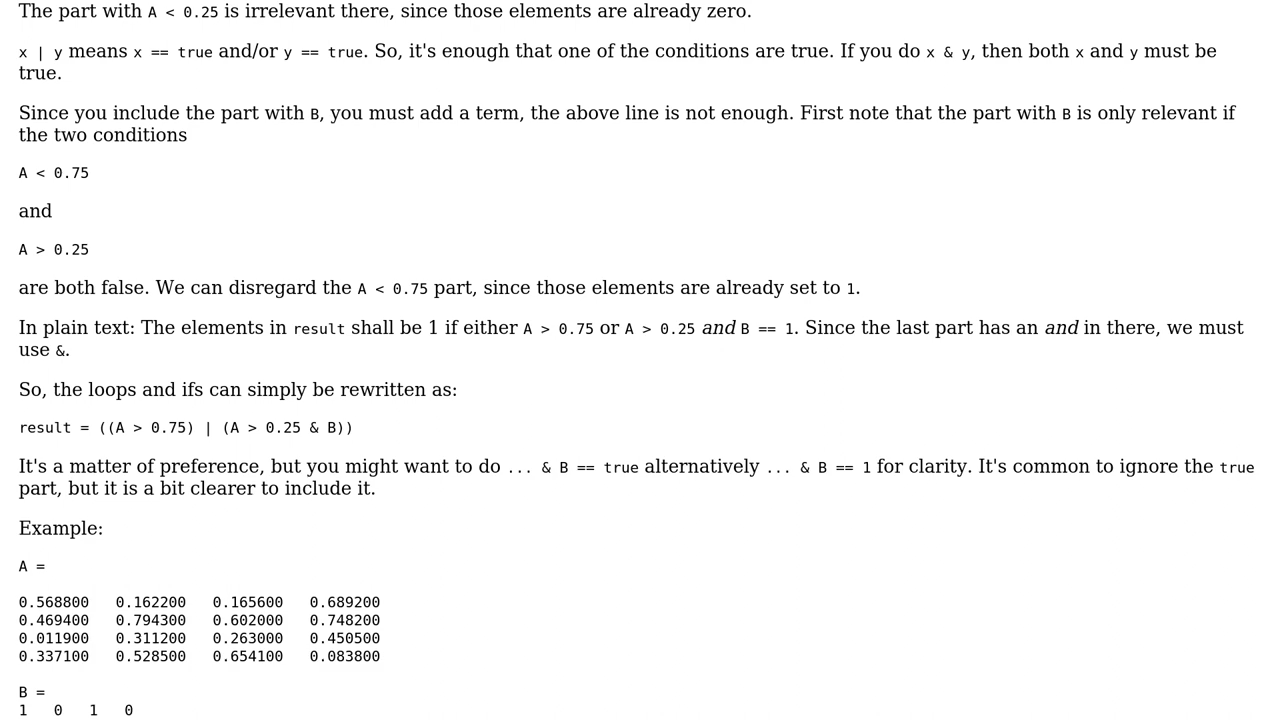 The part with A < 0.25 is irrelevant there, since those elements are already zero.
x | y means x == true and/or y == true. So, it's enough that one of the conditions are true. If you do x & y, then both x and y must be
true.
Since you include the part with B, you must add a term, the above line is not enough. First note that the part with B is only relevant if
the two conditions
A < 0.75
and
A > 0.25
are both false. We can disregard the A < 0.75 part, since those elements are already set to 1.
In plain text: The elements in result shall be 1 if either A > 0.75 or A > 0.25 and B == 1. Since the last part has an and in there, we must
use &.
So, the loops and ifs can simply be rewritten as:
result = ((A > 0.75) | (A > 0.25 & B))
It's a matter of preference, but you might want to do ... & B == true alternatively ... & B == 1 for clarity. It's common to ignore the true
part, but it is a bit clearer to include it.
Example:
A =
0.568800   0.162200   0.165600   0.689200
0.469400   0.794300   0.602000   0.748200
0.011900   0.311200   0.263000   0.450500
0.337100   0.528500   0.654100   0.083800
B =
1   0   1   0